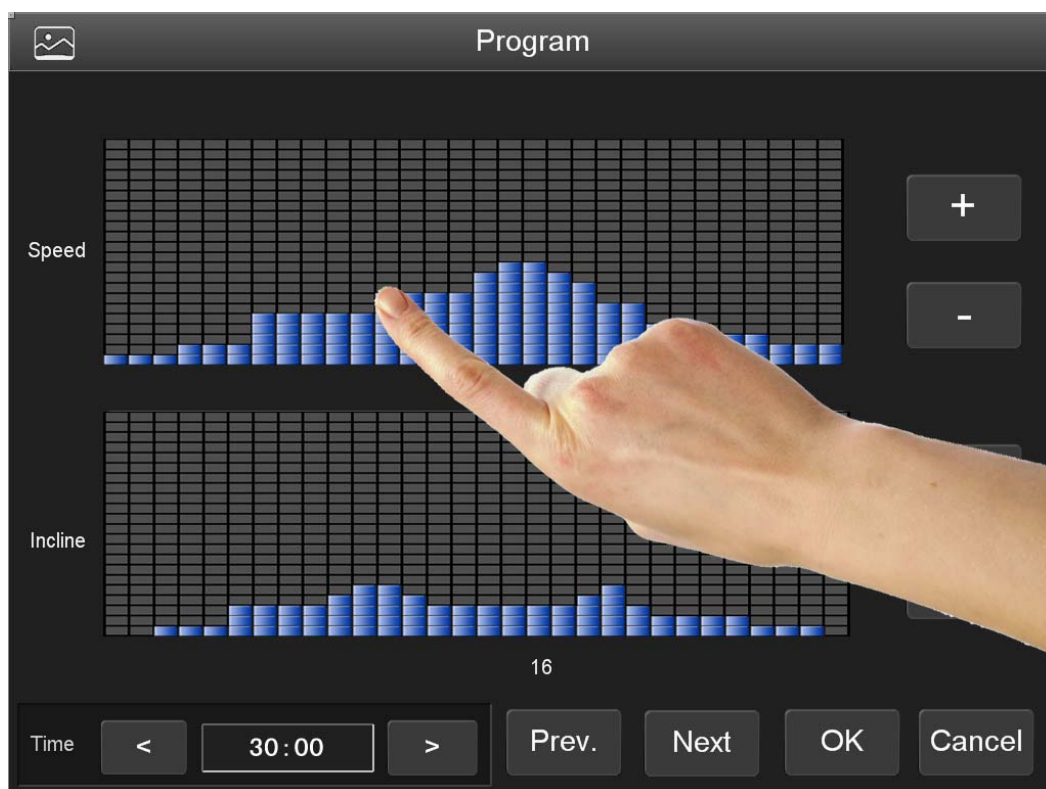 Program
Speed
+
-
Incline
16
Time
<
30:00
>
Prev.
Next
OK
Cancel